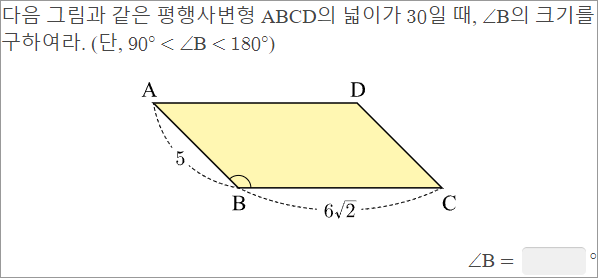 다음 그림과 같은 평행사변형 ABCD의 넓이가 30일 때, ∠B의 크기를
구하여라. (단, 90° < ∠B < 180°)
A D
5
B C
6√2
∠B = °